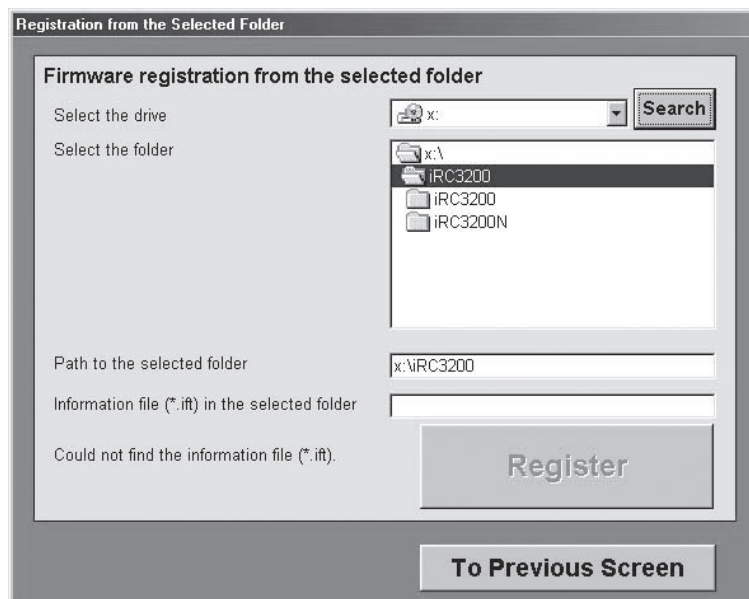 Registration from the Selected Folder
Firmware registration from the selected folder
Select the drive
x:
Search
Select the folder
x:\
iRC3200
iRC3200
iRC3200N
Path to the selected folder
x:\iRC3200
Information file (*.ift) in the selected folder
Could not find the information file (*.ift).
Register
To Previous Screen